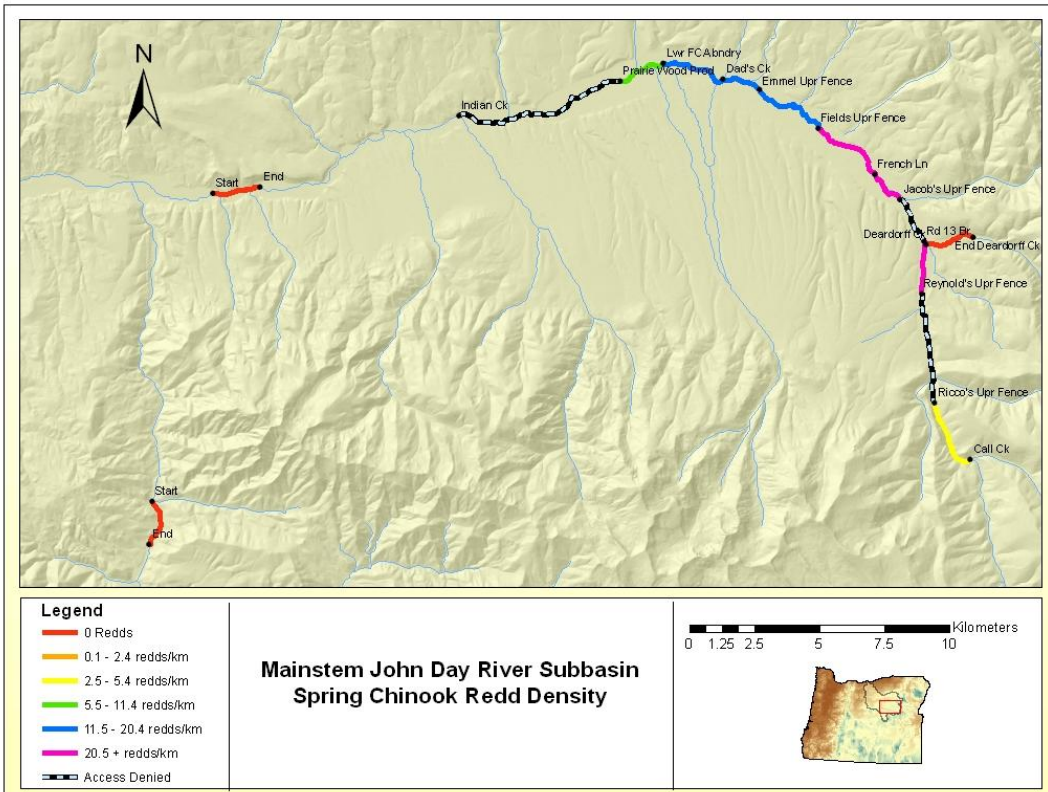 N
Lwr FC Abndry
Prairie Wood Prod
Dad's Ck
Emmel Upr Fence
Indian Ck
Fields Upr Fence
French Ln
Start
End
Jacob's Upr Fence
Deardorff Ck
Rd 13 Br
End Deardorff Ck
Reynold's Upr Fence
Ricco's Upr Fence
Call Ck
Start
End
Legend
0 Redds
0.1 - 2.4 redds/km
2.5 - 5.4 redds/km
5.5 - 11.4 redds/km
11.5 - 20.4 redds/km
20.5 + redds/km
Access Denied
Mainstem John Day River Subbasin
Spring Chinook Redd Density
Kilometers
0 1.25 2.5 5 7.5 10